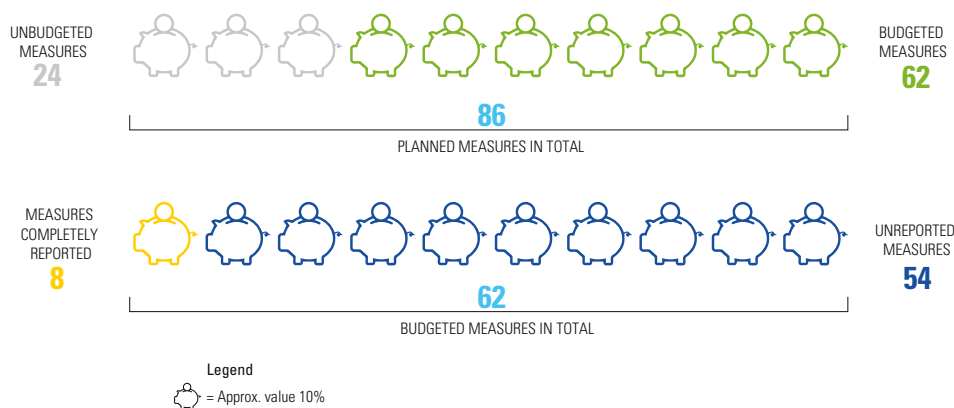 UNBUDGETED
MEASURES
24
BUDGETED
MEASURES
62
86
PLANNED MEASURES IN TOTAL
MEASURES
COMPLETELY
REPORTED
8
UNREPORTED
MEASURES
54
62
BUDGETED MEASURES IN TOTAL
Legend
= Approx. value 10%